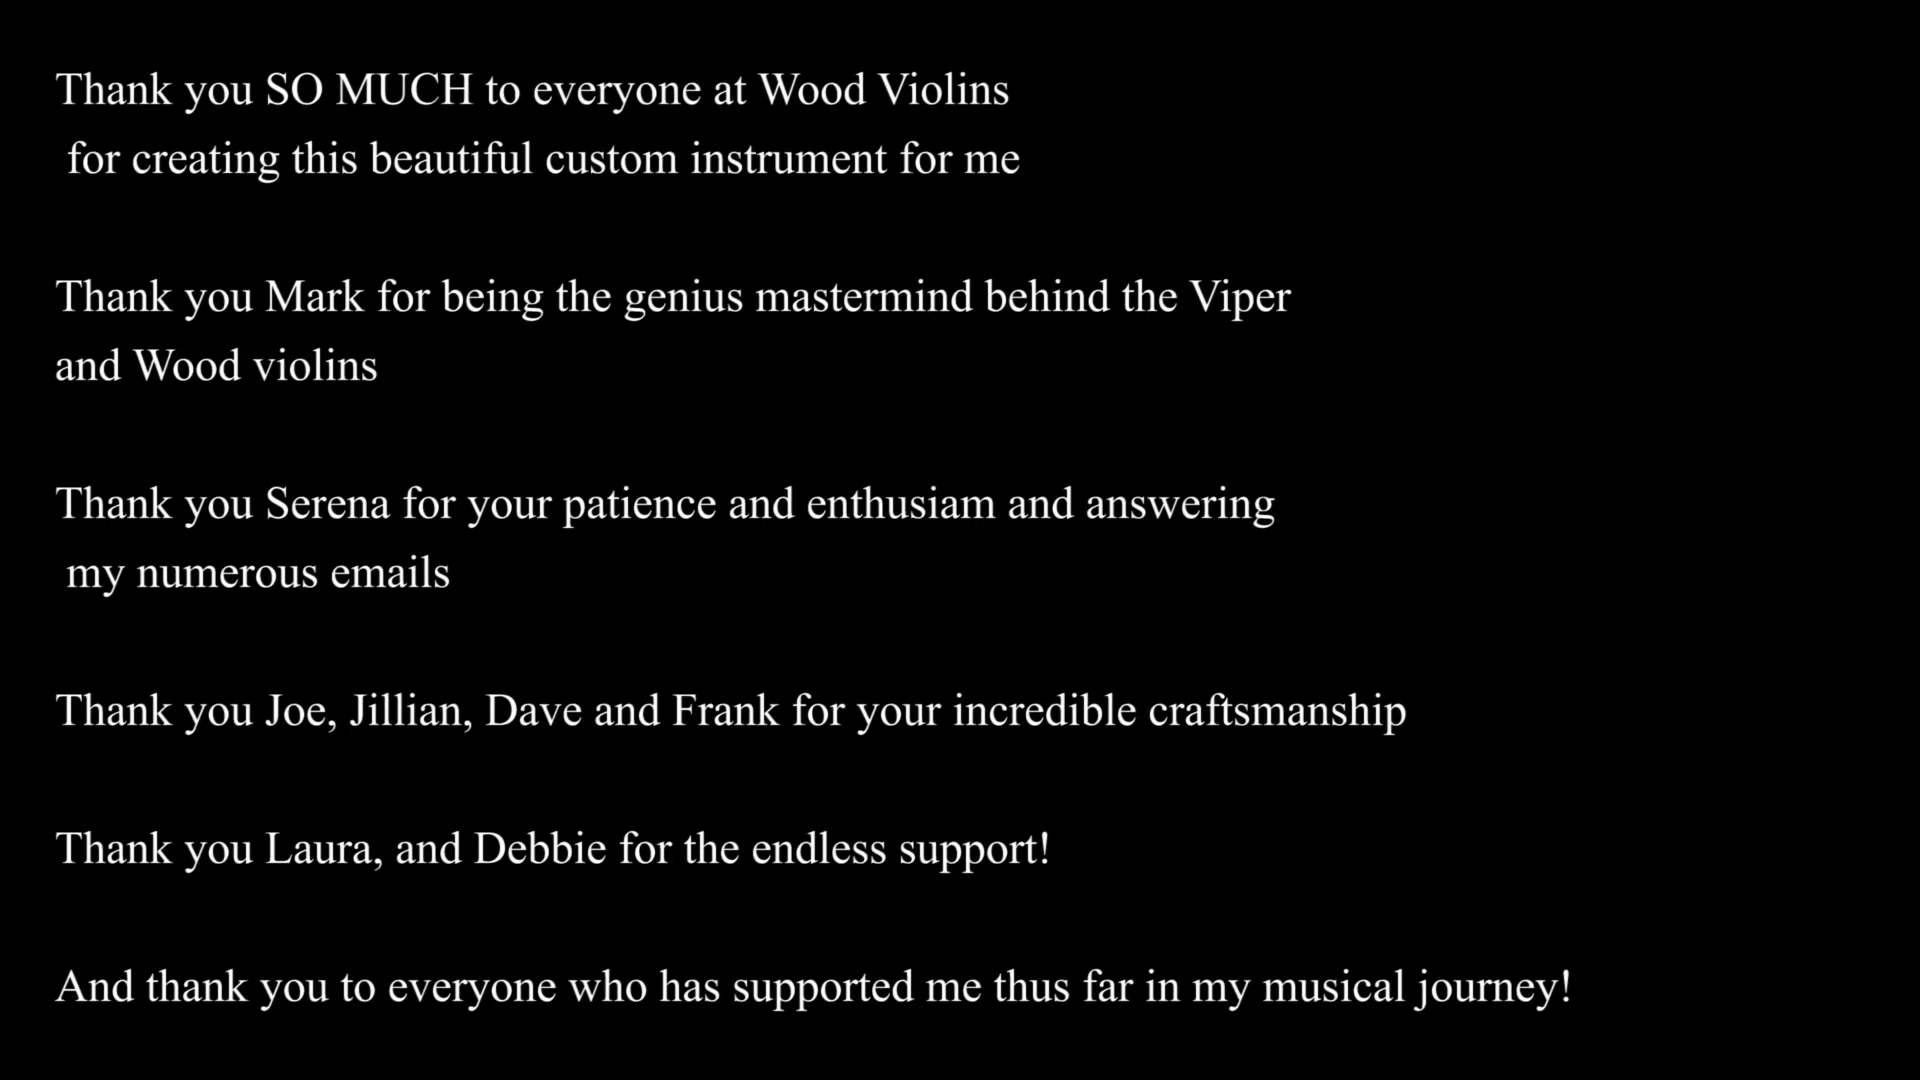 Thank you SO MUCH to everyone at Wood Violins
for creating this beautiful custom instrument for me
Thank you Mark for being the genius mastermind behind the Viper
and Wood violins
Thank you Serena for your patience and enthusiam and answering
my numerous emails
Thank you Joe, Jillian, Dave and Frank for your incredible craftsmanship
Thank you Laura, and Debbie for the endless support!
And thank you to everyone who has supported me thus far in my musical journey!